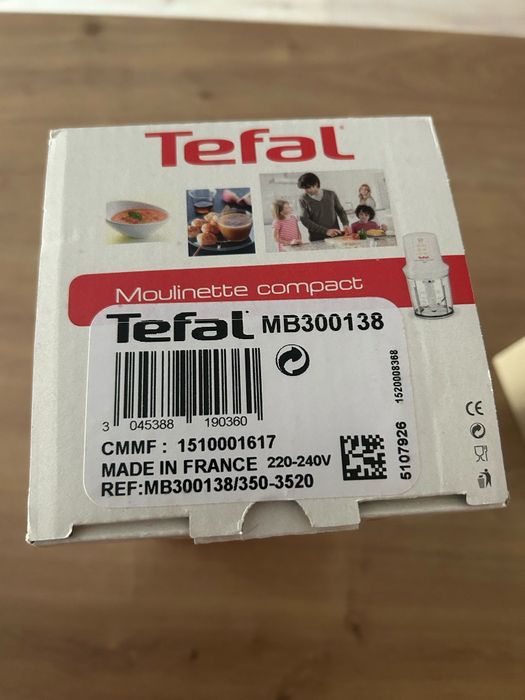 Tefal
Moulinette compact
Tefal MB300138
3 045388 190360
1520008368
CMMF : 1510001617
MADE IN FRANCE 220-240V
REF:MB300138/350-3520
5107926
CE